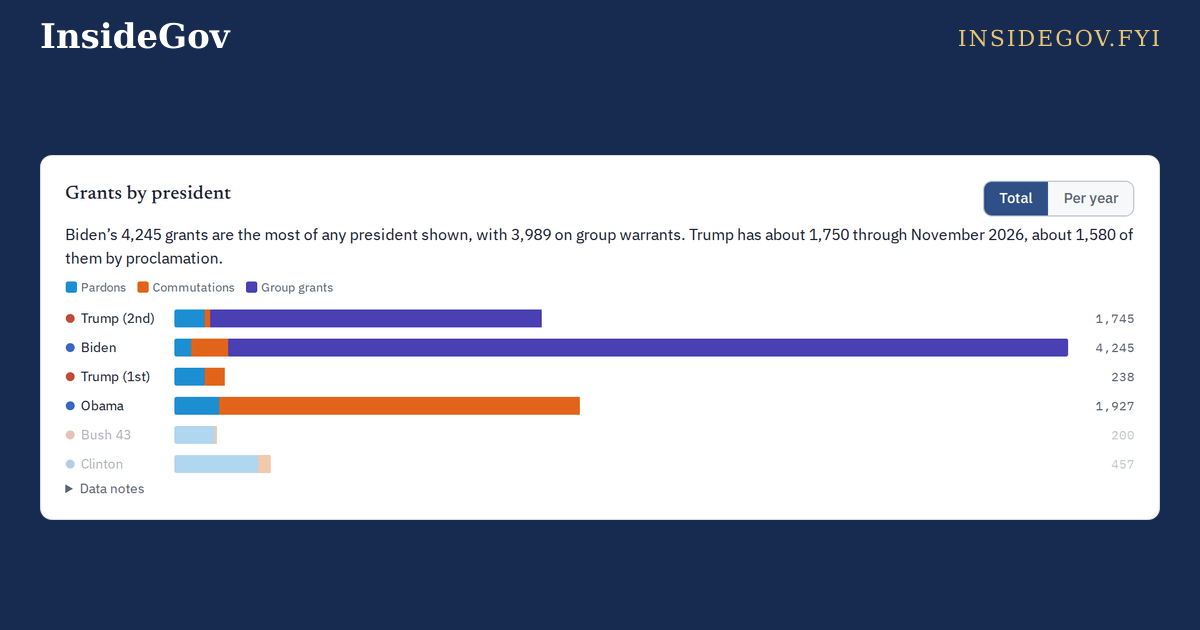 InsideGov
INSIDEGOV.FYI
Grants by president
Total
Per year
Biden’s 4,245 grants are the most of any president shown, with 3,989 on group warrants. Trump has about 1,750 through November 2026, about 1,580 of
them by proclamation.
Pardons
Commutations
Group grants
Trump (2nd)
1,745
Biden
4,245
Trump (1st)
238
Obama
1,927
Bush 43
200
Clinton
457
Data notes